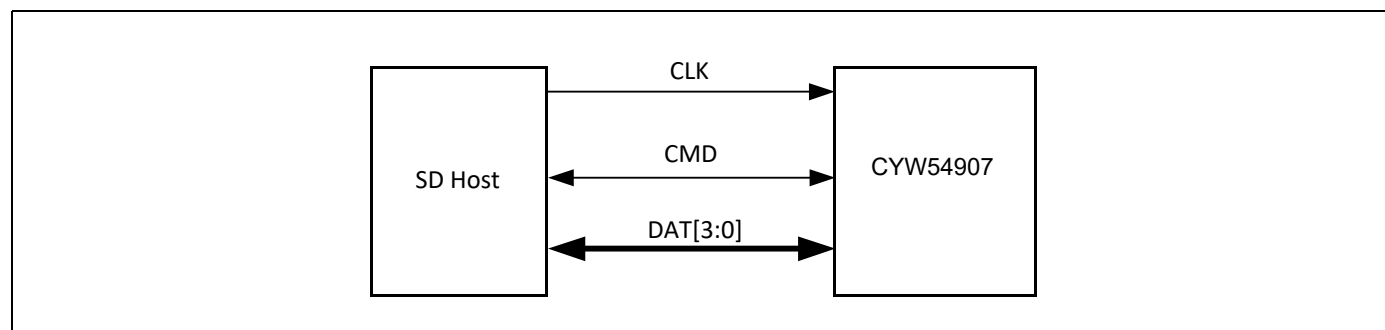 CLK
CMD
SD Host
CYW54907
DAT[3:0]